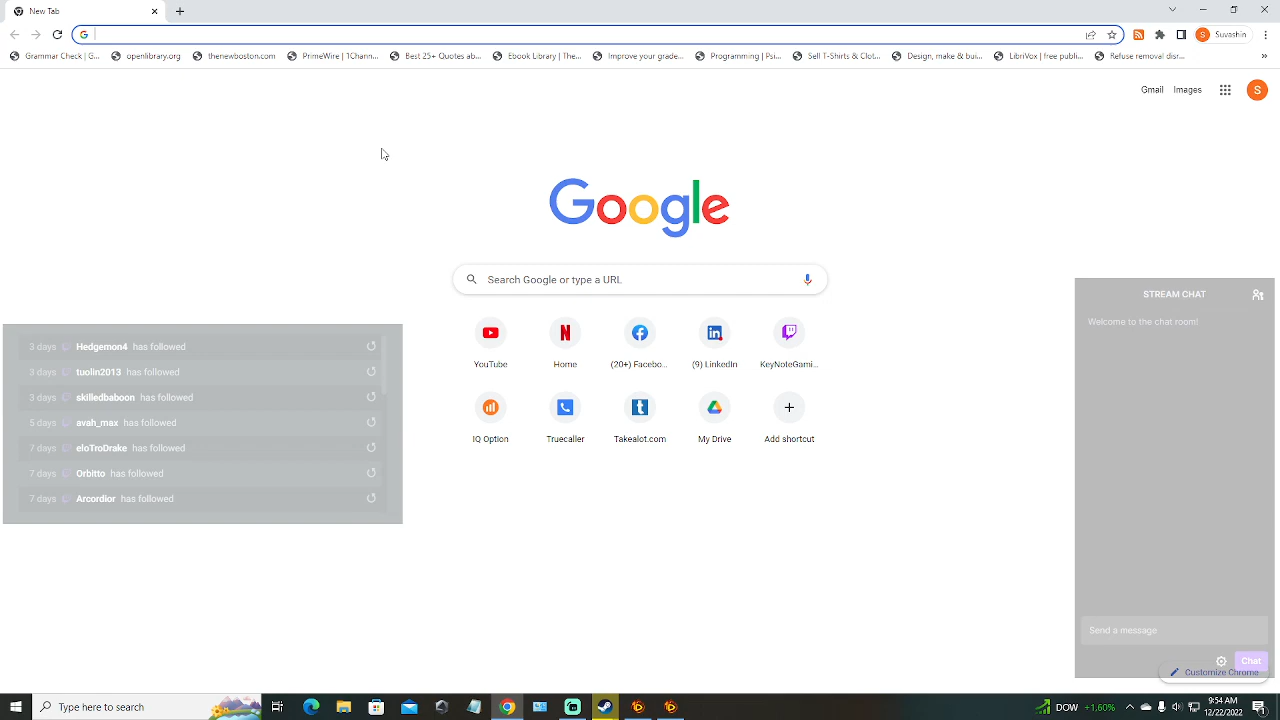 New Tab
Suvashin
Grammar Check | G... openlibrary.org thenewboston.com PrimeWire | 1Chann... Best 25+ Quotes ab... Ebook Library | The... Improve your grade... Programming | Psi... Sell T-Shirts & Clot... Design, make & bui... LibriVox | free publi... Refuse removal disr... »
Gmail Images S
Google
Search Google or type a URL
YouTube Home (20+) Facebo... (9) LinkedIn KeyNoteGami...
IQ Option Truecaller Takealot.com My Drive Add shortcut
3 days Hedgemon4 has followed
3 days tuolin2013 has followed
3 days skilledbaboon has followed
5 days avah_max has followed
7 days eloTroDrake has followed
7 days Orbitto has followed
7 days Arcordior has followed
STREAM CHAT
Welcome to the chat room!
Send a message
Chat
Customize Chrome
Type here to search
DOW +1.60%
9:54 AM
12/22/2022